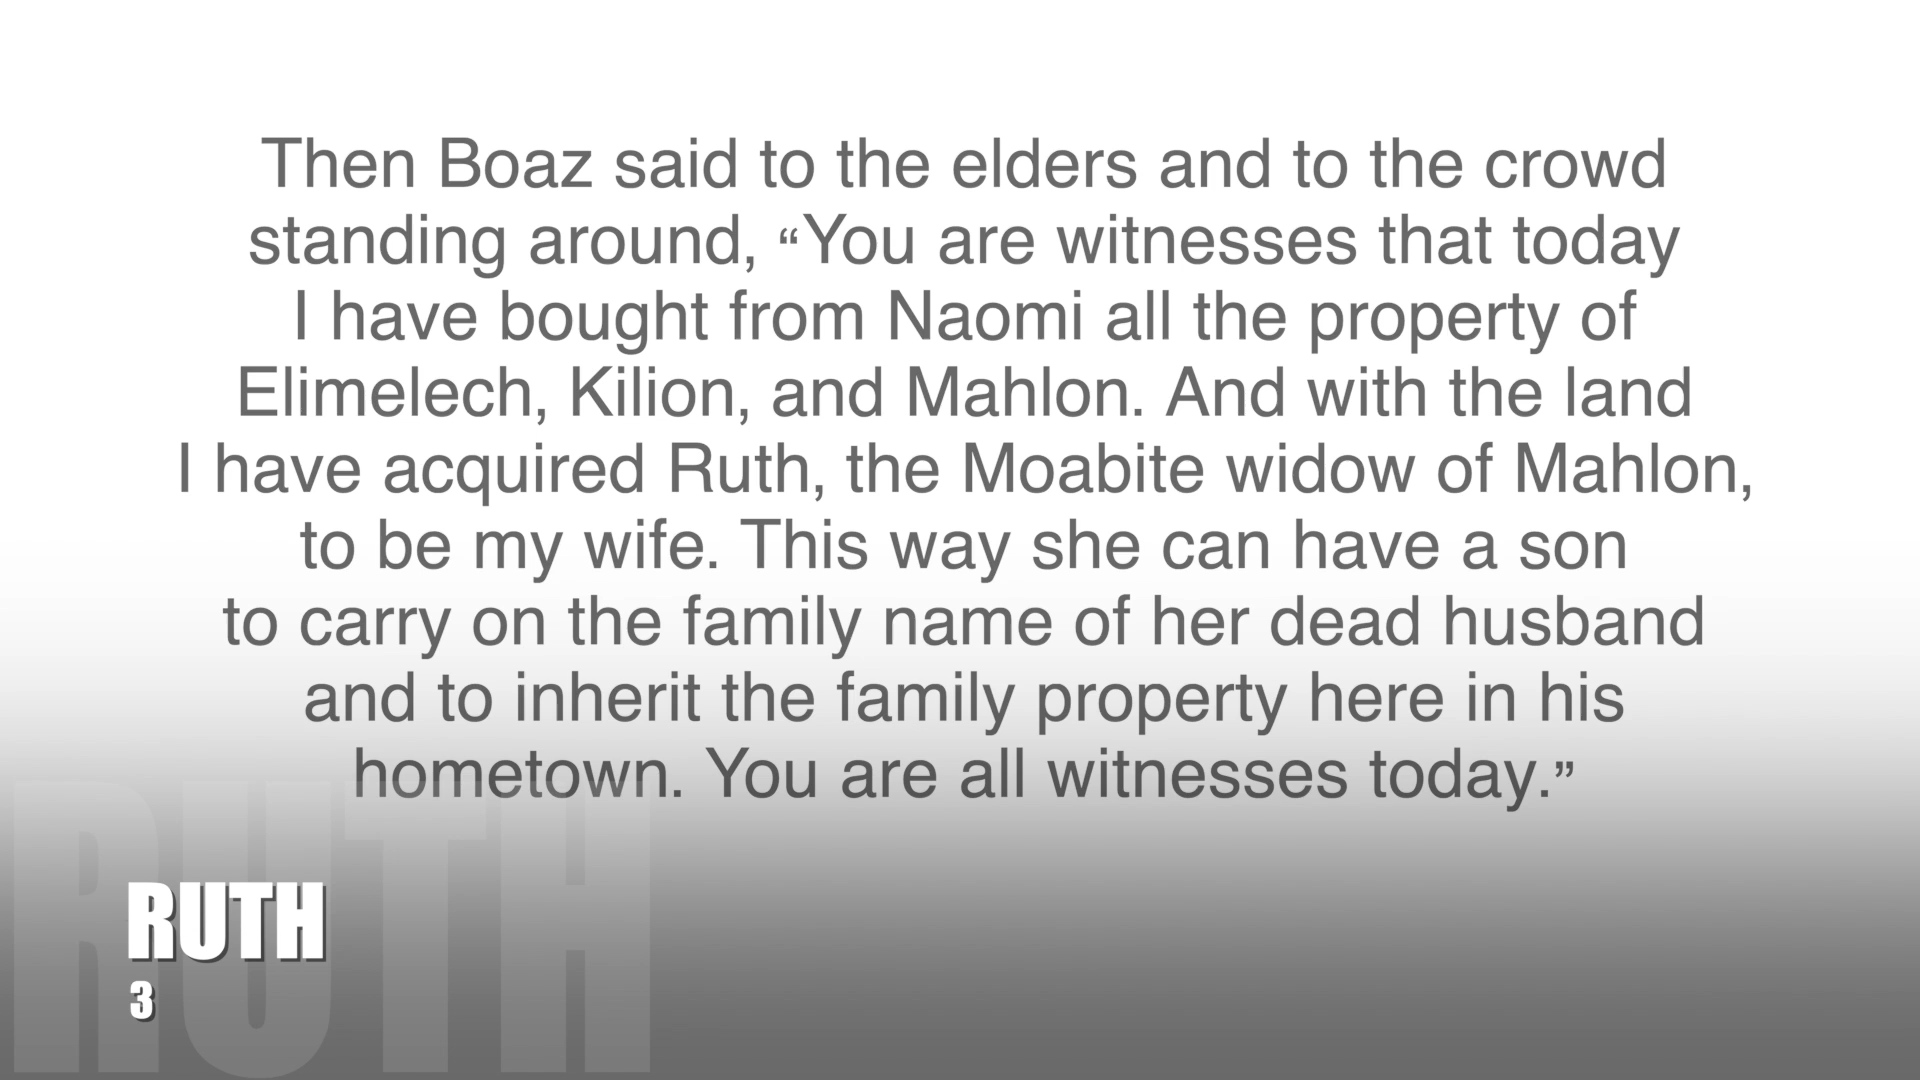 Then Boaz said to the elders and to the crowd
standing around, “You are witnesses that today
I have bought from Naomi all the property of
Elimelech, Kilion, and Mahlon. And with the land
I have acquired Ruth, the Moabite widow of Mahlon,
to be my wife. This way she can have a son
to carry on the family name of her dead husband
and to inherit the family property here in his
hometown. You are all witnesses today.”
RUTH
RUTH
3